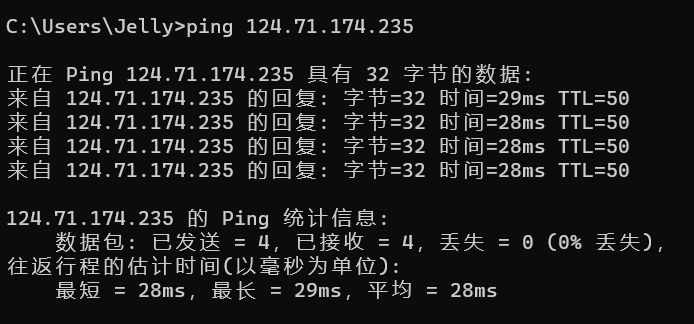 C:\Users\Jelly>ping 124.71.174.235
正在 Ping 124.71.174.235 具有 32 字节的数据:
来自 124.71.174.235 的回复: 字节=32 时间=29ms TTL=50
来自 124.71.174.235 的回复: 字节=32 时间=28ms TTL=50
来自 124.71.174.235 的回复: 字节=32 时间=28ms TTL=50
来自 124.71.174.235 的回复: 字节=32 时间=28ms TTL=50
124.71.174.235 的 Ping 统计信息:
数据包: 已发送 = 4, 已接收 = 4, 丢失 = 0 (0% 丢失),
往返行程的估计时间(以毫秒为单位):
最短 = 28ms, 最长 = 29ms, 平均 = 28ms